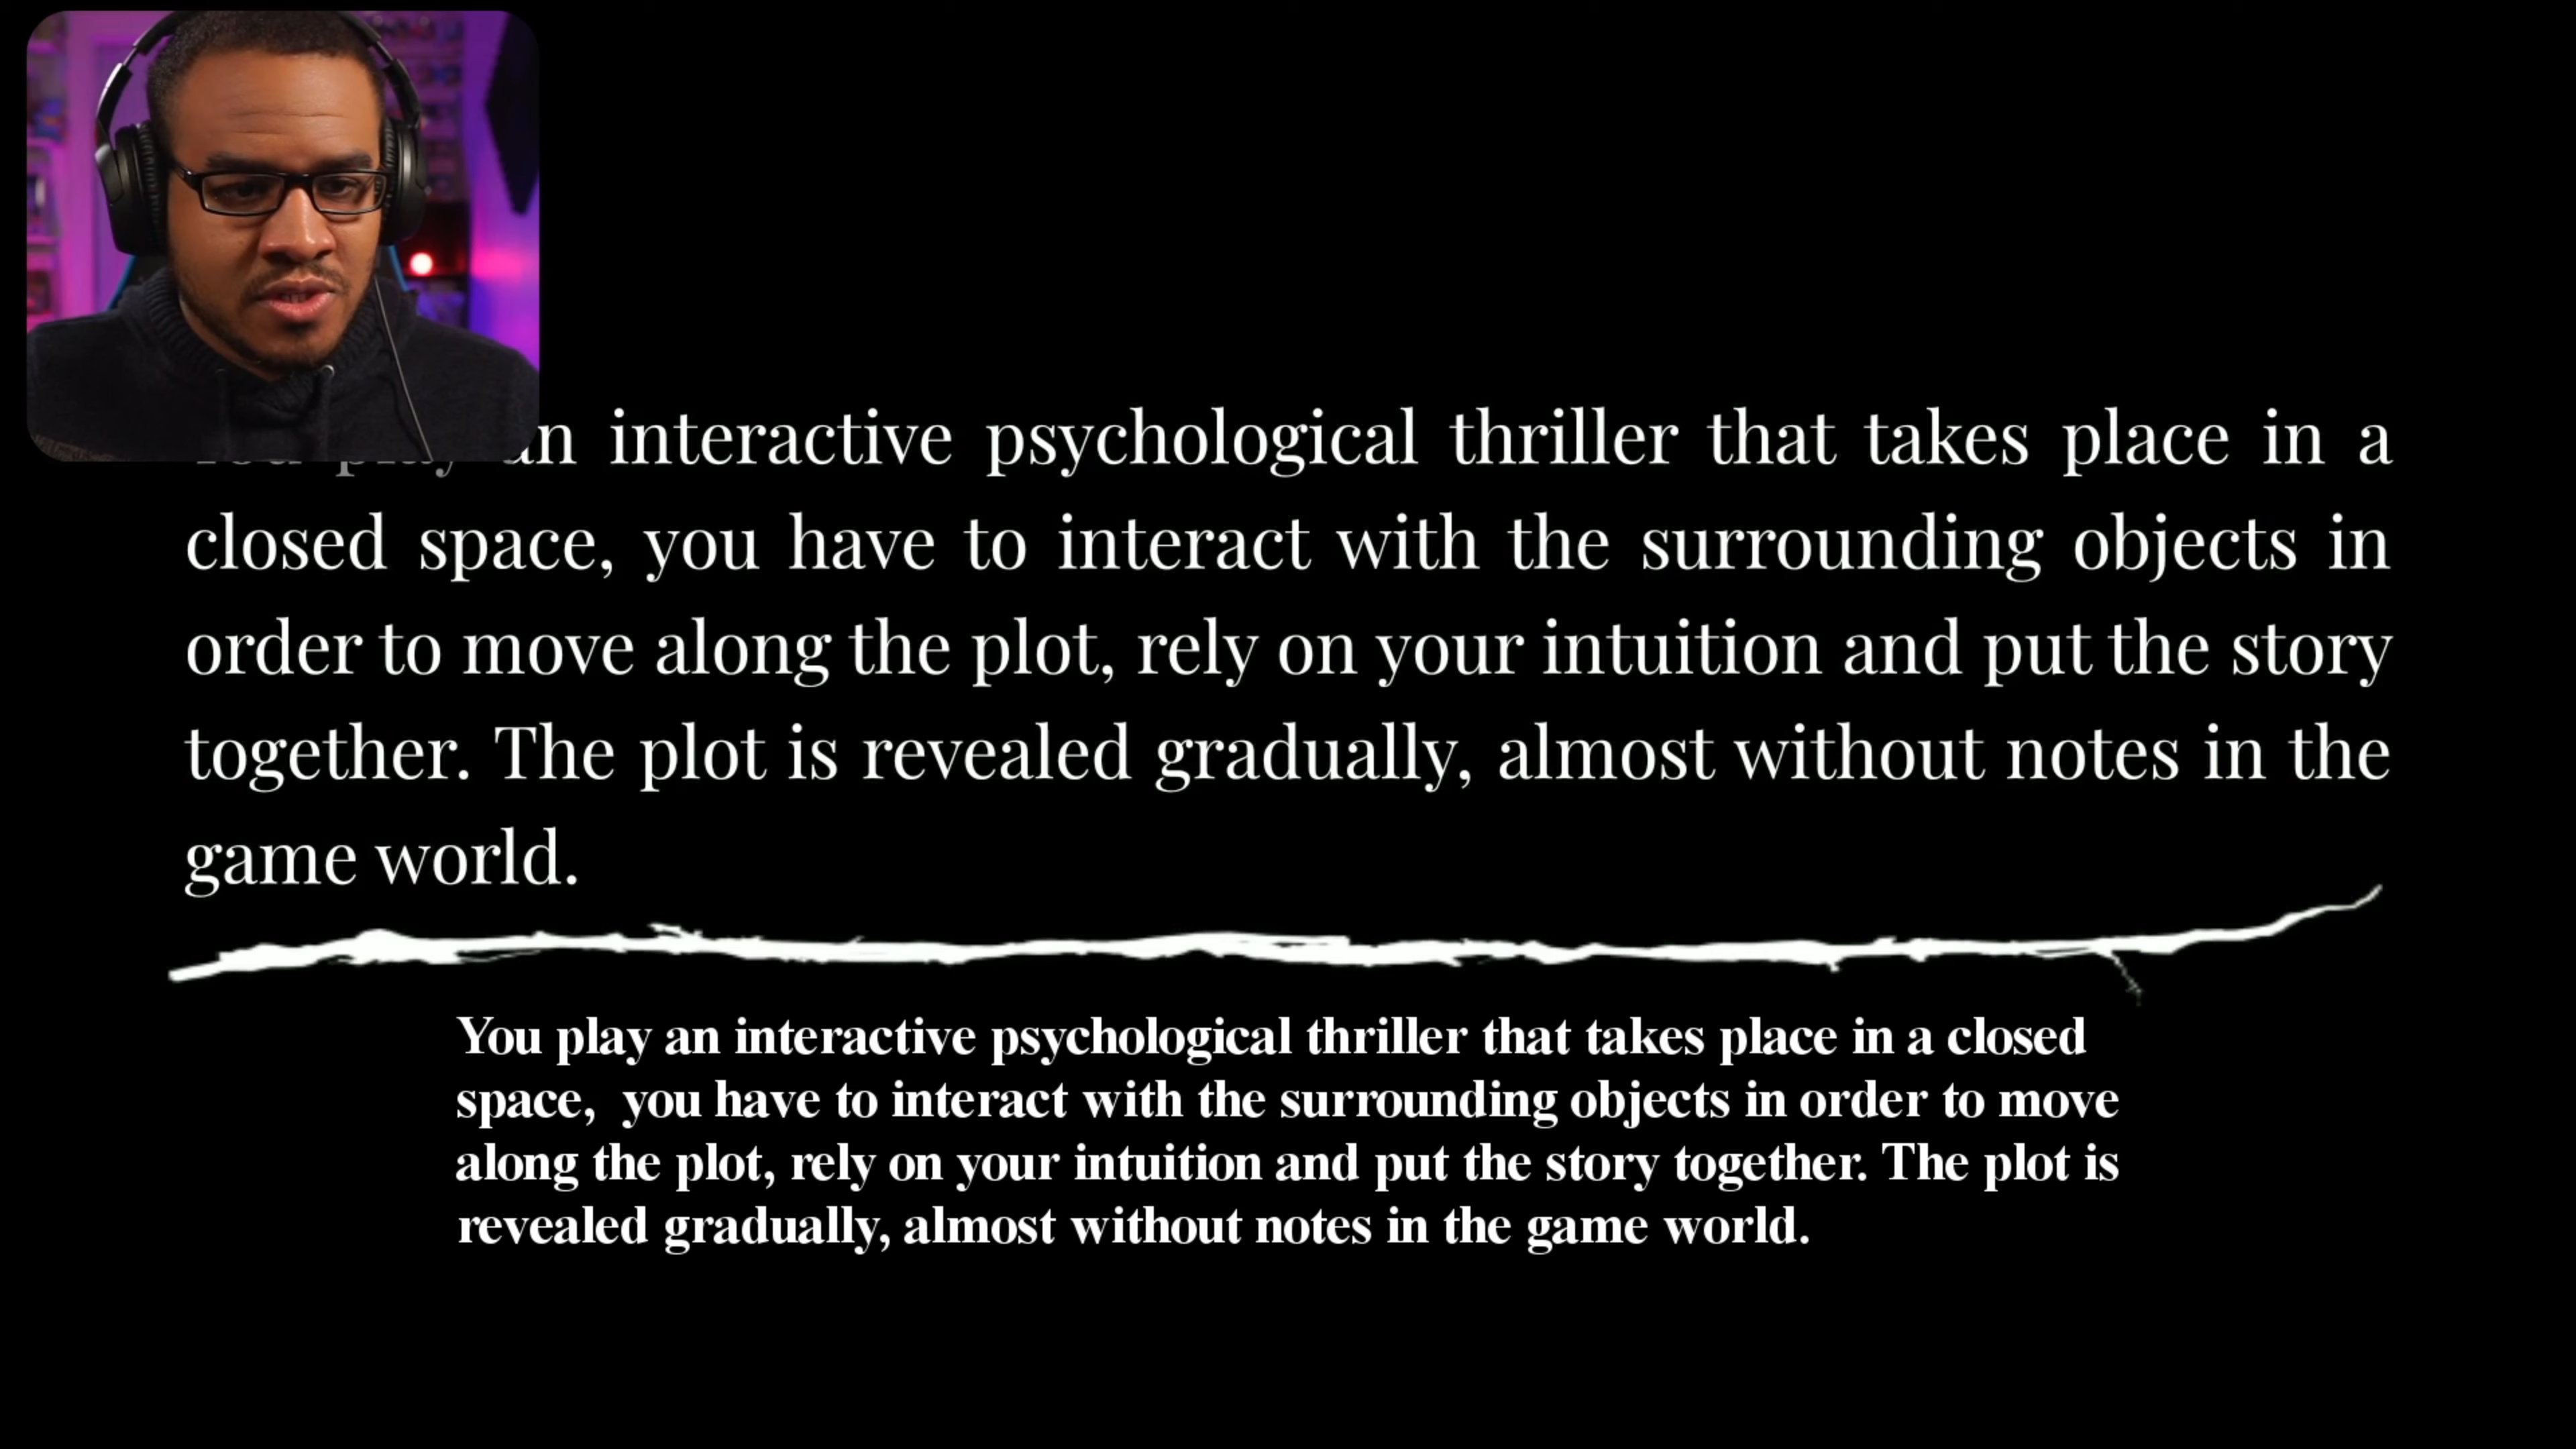 You play an interactive psychological thriller that takes place in a
closed space, you have to interact with the surrounding objects in
order to move along the plot, rely on your intuition and put the story
together. The plot is revealed gradually, almost without notes in the
game world.
You play an interactive psychological thriller that takes place in a closed
space, you have to interact with the surrounding objects in order to move
along the plot, rely on your intuition and put the story together. The plot is
revealed gradually, almost without notes in the game world.